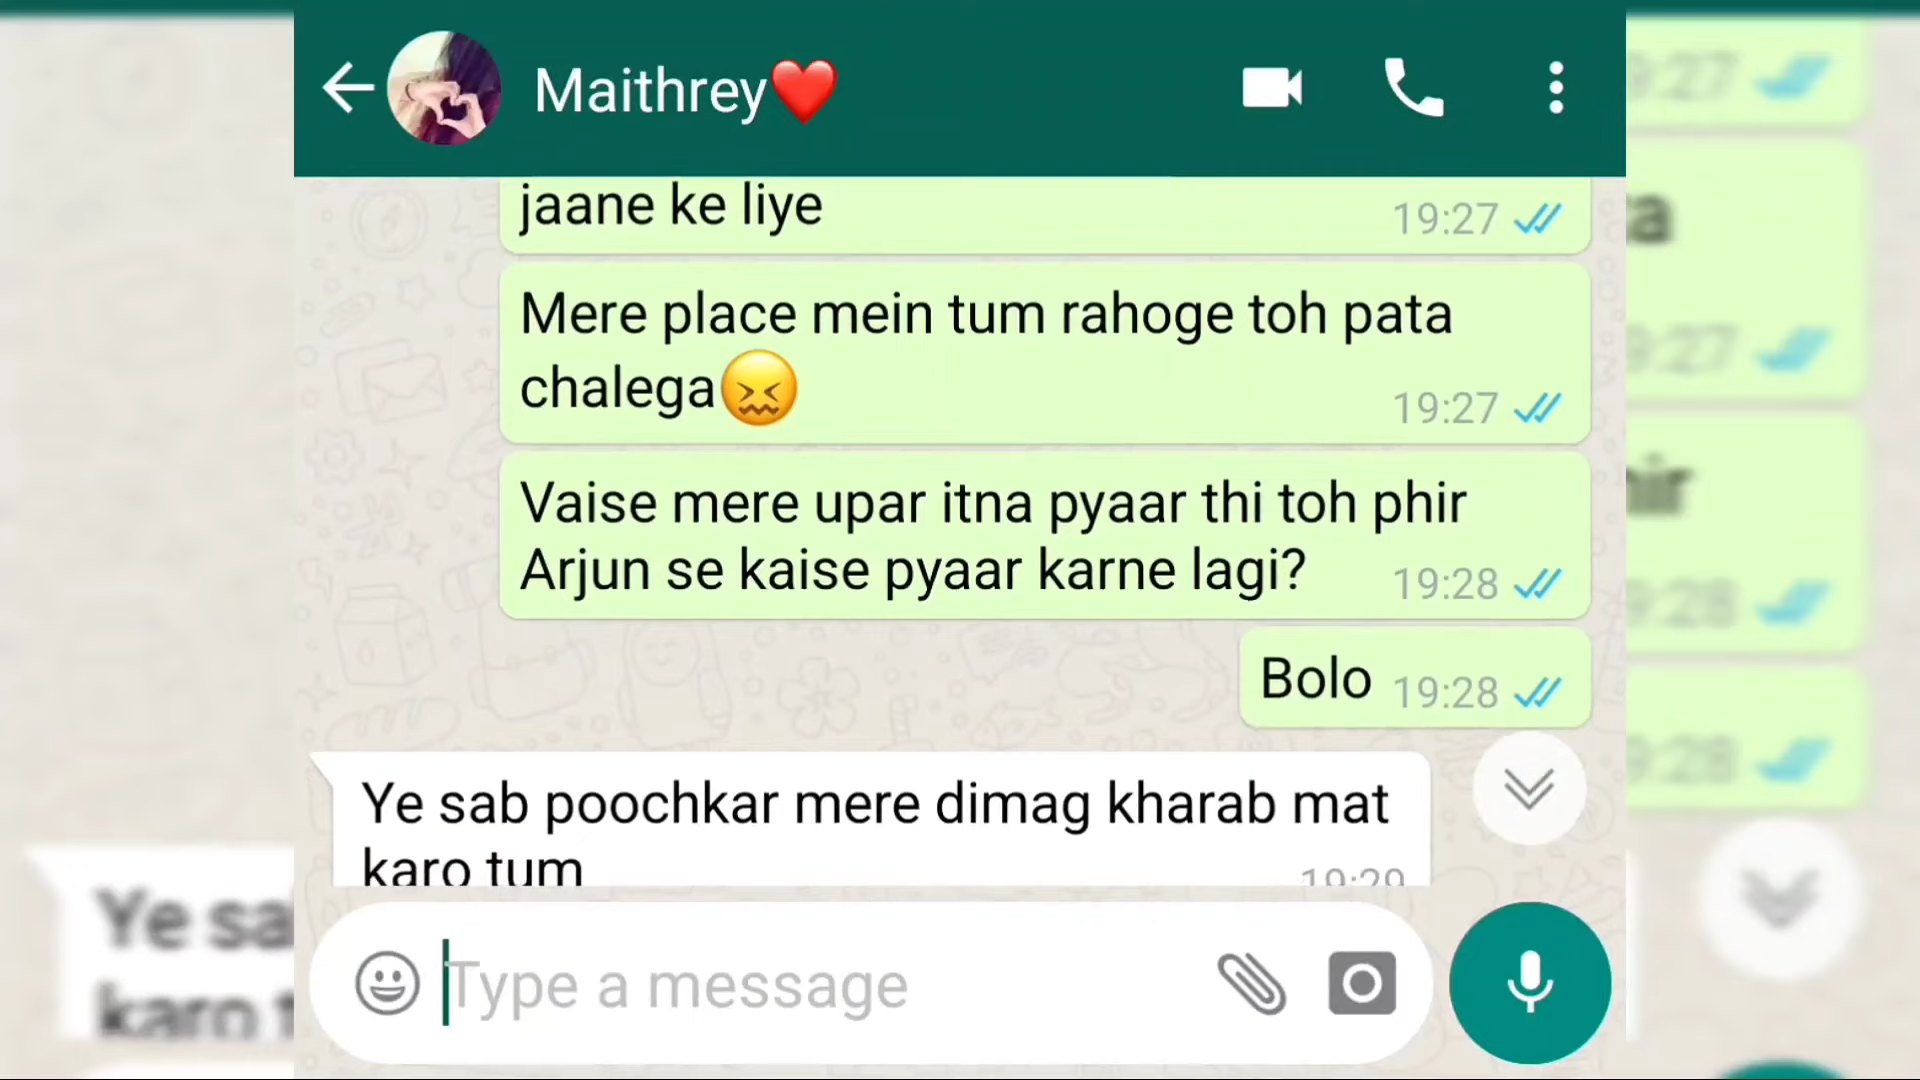 Maithrey❤️
jaane ke liye
19:27
Mere place mein tum rahoge toh pata
chalega😖
19:27
Vaise mere upar itna pyaar thi toh phir
Arjun se kaise pyaar karne lagi?
19:28
Bolo 19:28
Ye sab poochkar mere dimag kharab mat
karo tum
19:29
Type a message